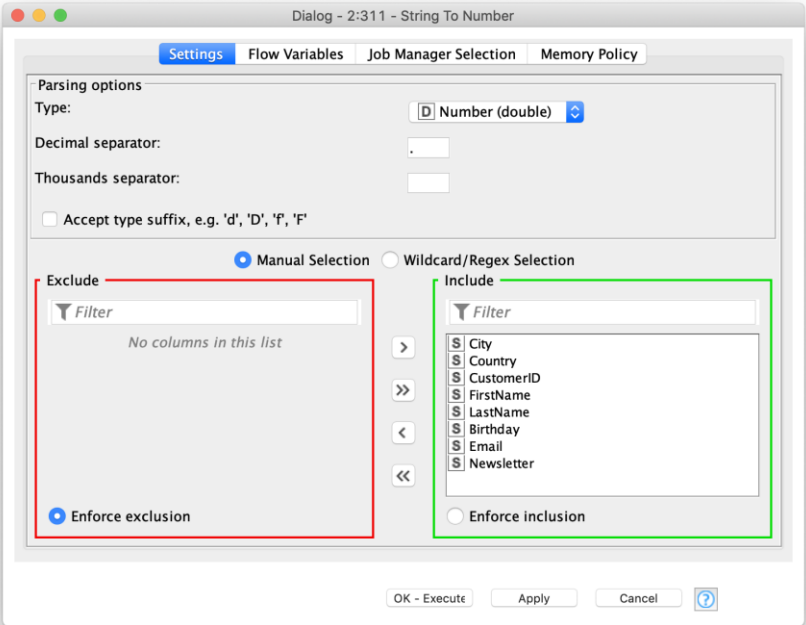 Dialog - 2:311 - String To Number
Settings Flow Variables Job Manager Selection Memory Policy
Parsing options
Type: D Number (double)
Decimal separator: .
Thousands separator:
Accept type suffix, e.g. 'd', 'D', 'f', 'F'
Manual Selection Wildcard/Regex Selection
Exclude
Filter
No columns in this list
Enforce exclusion
>
>>
<
<<
Include
Filter
S City
S Country
S CustomerID
S FirstName
S LastName
S Birthday
S Email
S Newsletter
Enforce inclusion
OK - Execute Apply Cancel ?